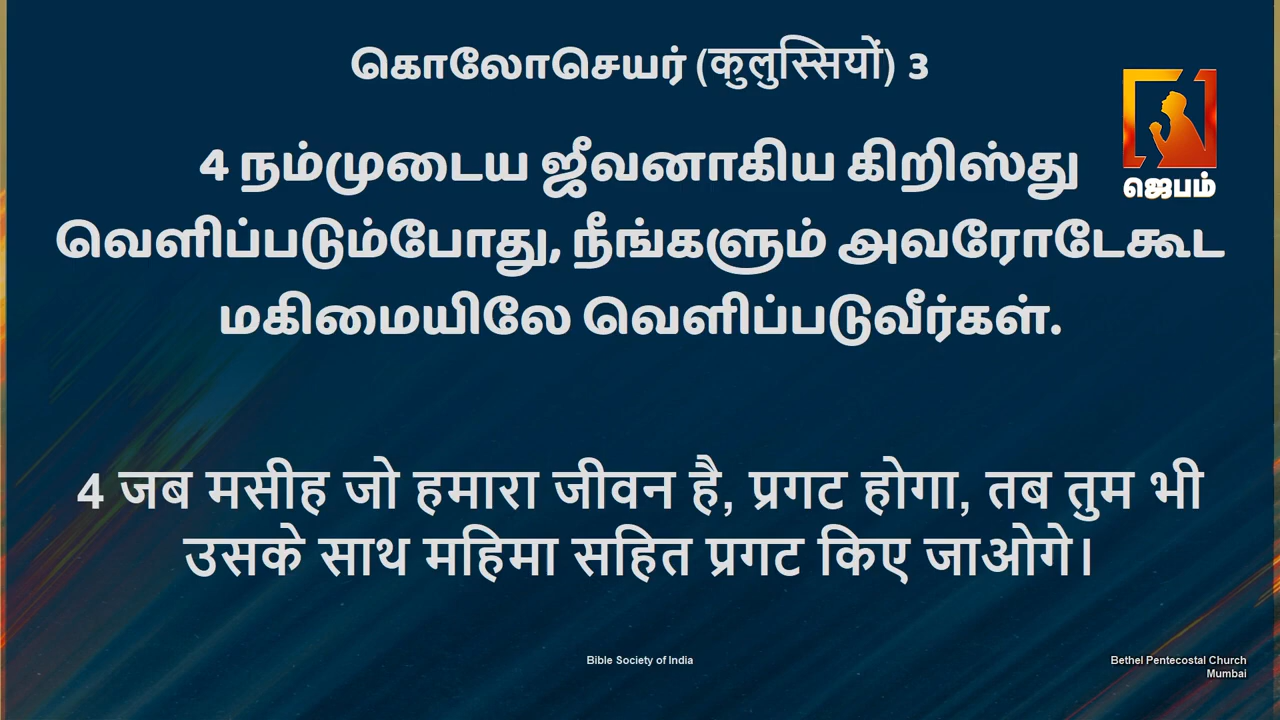 கொலோசெயர் (कुलुस्सियों) 3
4 நம்முடைய ஜீவனாகிய கிறிஸ்து
வெளிப்படும்போது, நீங்களும் அவரோடேகூட
மகிமையிலே வெளிப்படுவீர்கள்.
ஜெபம்
4 जब मसीह जो हमारा जीवन है, प्रगट होगा, तब तुम भी
उसके साथ महिमा सहित प्रगट किए जाओगे।
Bible Society of India
Bethel Pentecostal Church
Mumbai